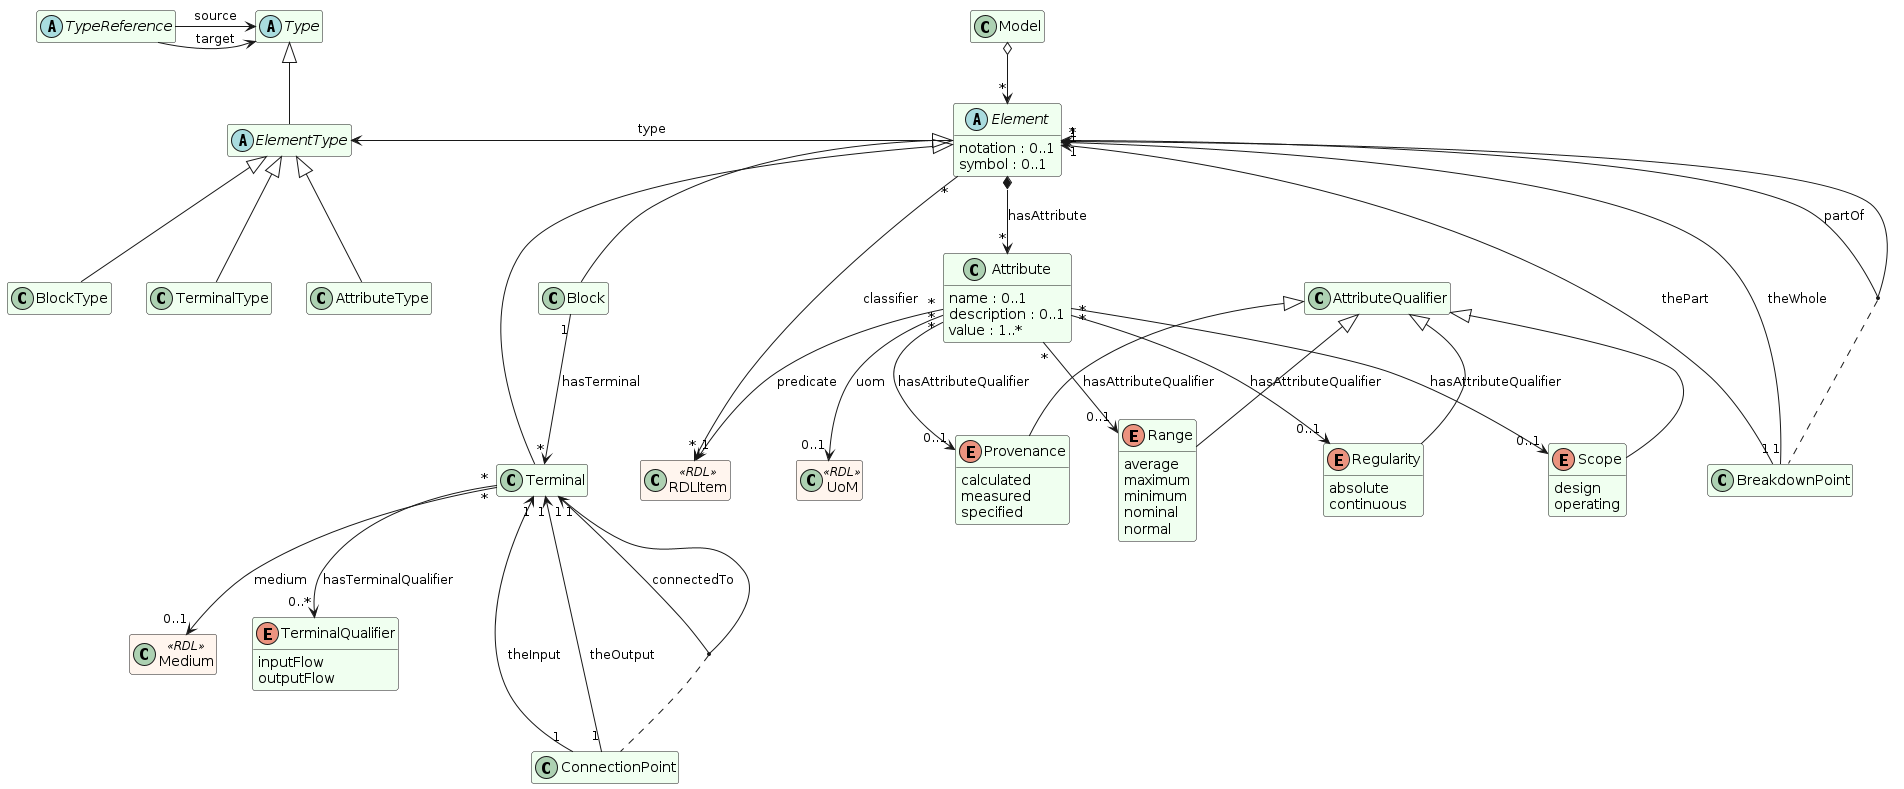 A TypeReference
source
target
A Type
C Model
*
A ElementType
type
A Element
notation : 0..1
symbol : 0..1
*
1
1
*
hasAttribute
*
partOf
C BlockType
C TerminalType
C AttributeType
C Block
1
classifier
C Attribute
name : 0..1
description : 0..1
value : 1..*
*
*
*
*
*
*
C AttributeQualifier
thePart
theWhole
hasTerminal
predicate
uom
hasAttributeQualifier
hasAttributeQualifier
hasAttributeQualifier
hasAttributeQualifier
*
* 1
0..1
0..1
0..1
0..1
0..1
1 1
C Terminal
*
*
1 1 1 1
C «RDL»
RDLItem
C «RDL»
UoM
E Provenance
calculated
measured
specified
E Range
average
maximum
minimum
nominal
normal
E Regularity
absolute
continuous
E Scope
design
operating
C BreakdownPoint
medium
hasTerminalQualifier
connectedTo
0..1
0..*
C «RDL»
Medium
E TerminalQualifier
inputFlow
outputFlow
theInput
theOutput
1
1
C ConnectionPoint